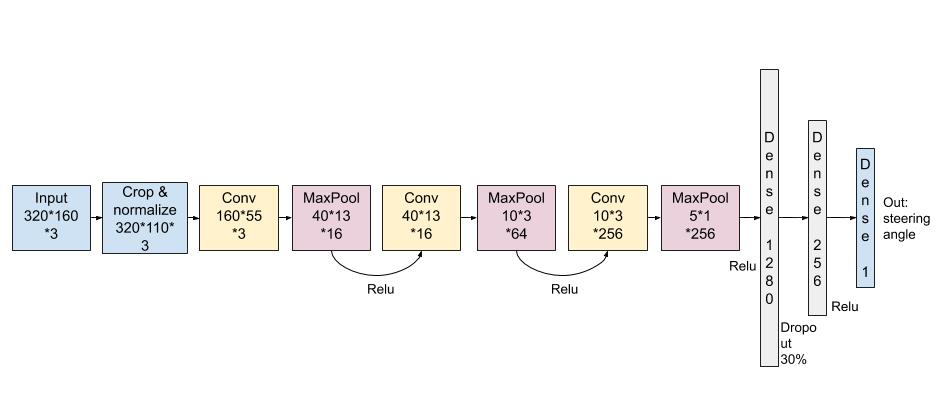 Input
320*160
*3
Crop &
normalize
320*110*
3
Conv
160*55
*3
MaxPool
40*13
*16
Conv
40*13
*16
MaxPool
10*3
*64
Conv
10*3
*256
MaxPool
5*1
*256
Relu
Relu
Relu
Dense 1280
Dropo
ut
30%
Dense 256
Relu
Dense 1
Out:
steering
angle